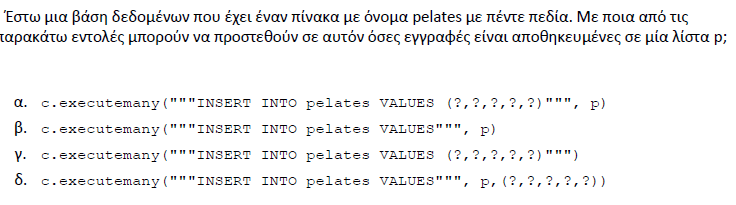 Έστω μια βάση δεδομένων που έχει έναν πίνακα με όνομα pelates με πέντε πεδία. Με ποια από τις
παρακάτω εντολές μπορούν να προστεθούν σε αυτόν όσες εγγραφές είναι αποθηκευμένες σε μία λίστα p;
α. c.executemany("""INSERT INTO pelates VALUES (?,?,?,?,?)""", p)
β. c.executemany("""INSERT INTO pelates VALUES""", p)
γ. c.executemany("""INSERT INTO pelates VALUES (?,?,?,?,?)""")
δ. c.executemany("""INSERT INTO pelates VALUES""", p,(?,?,?,?,?))